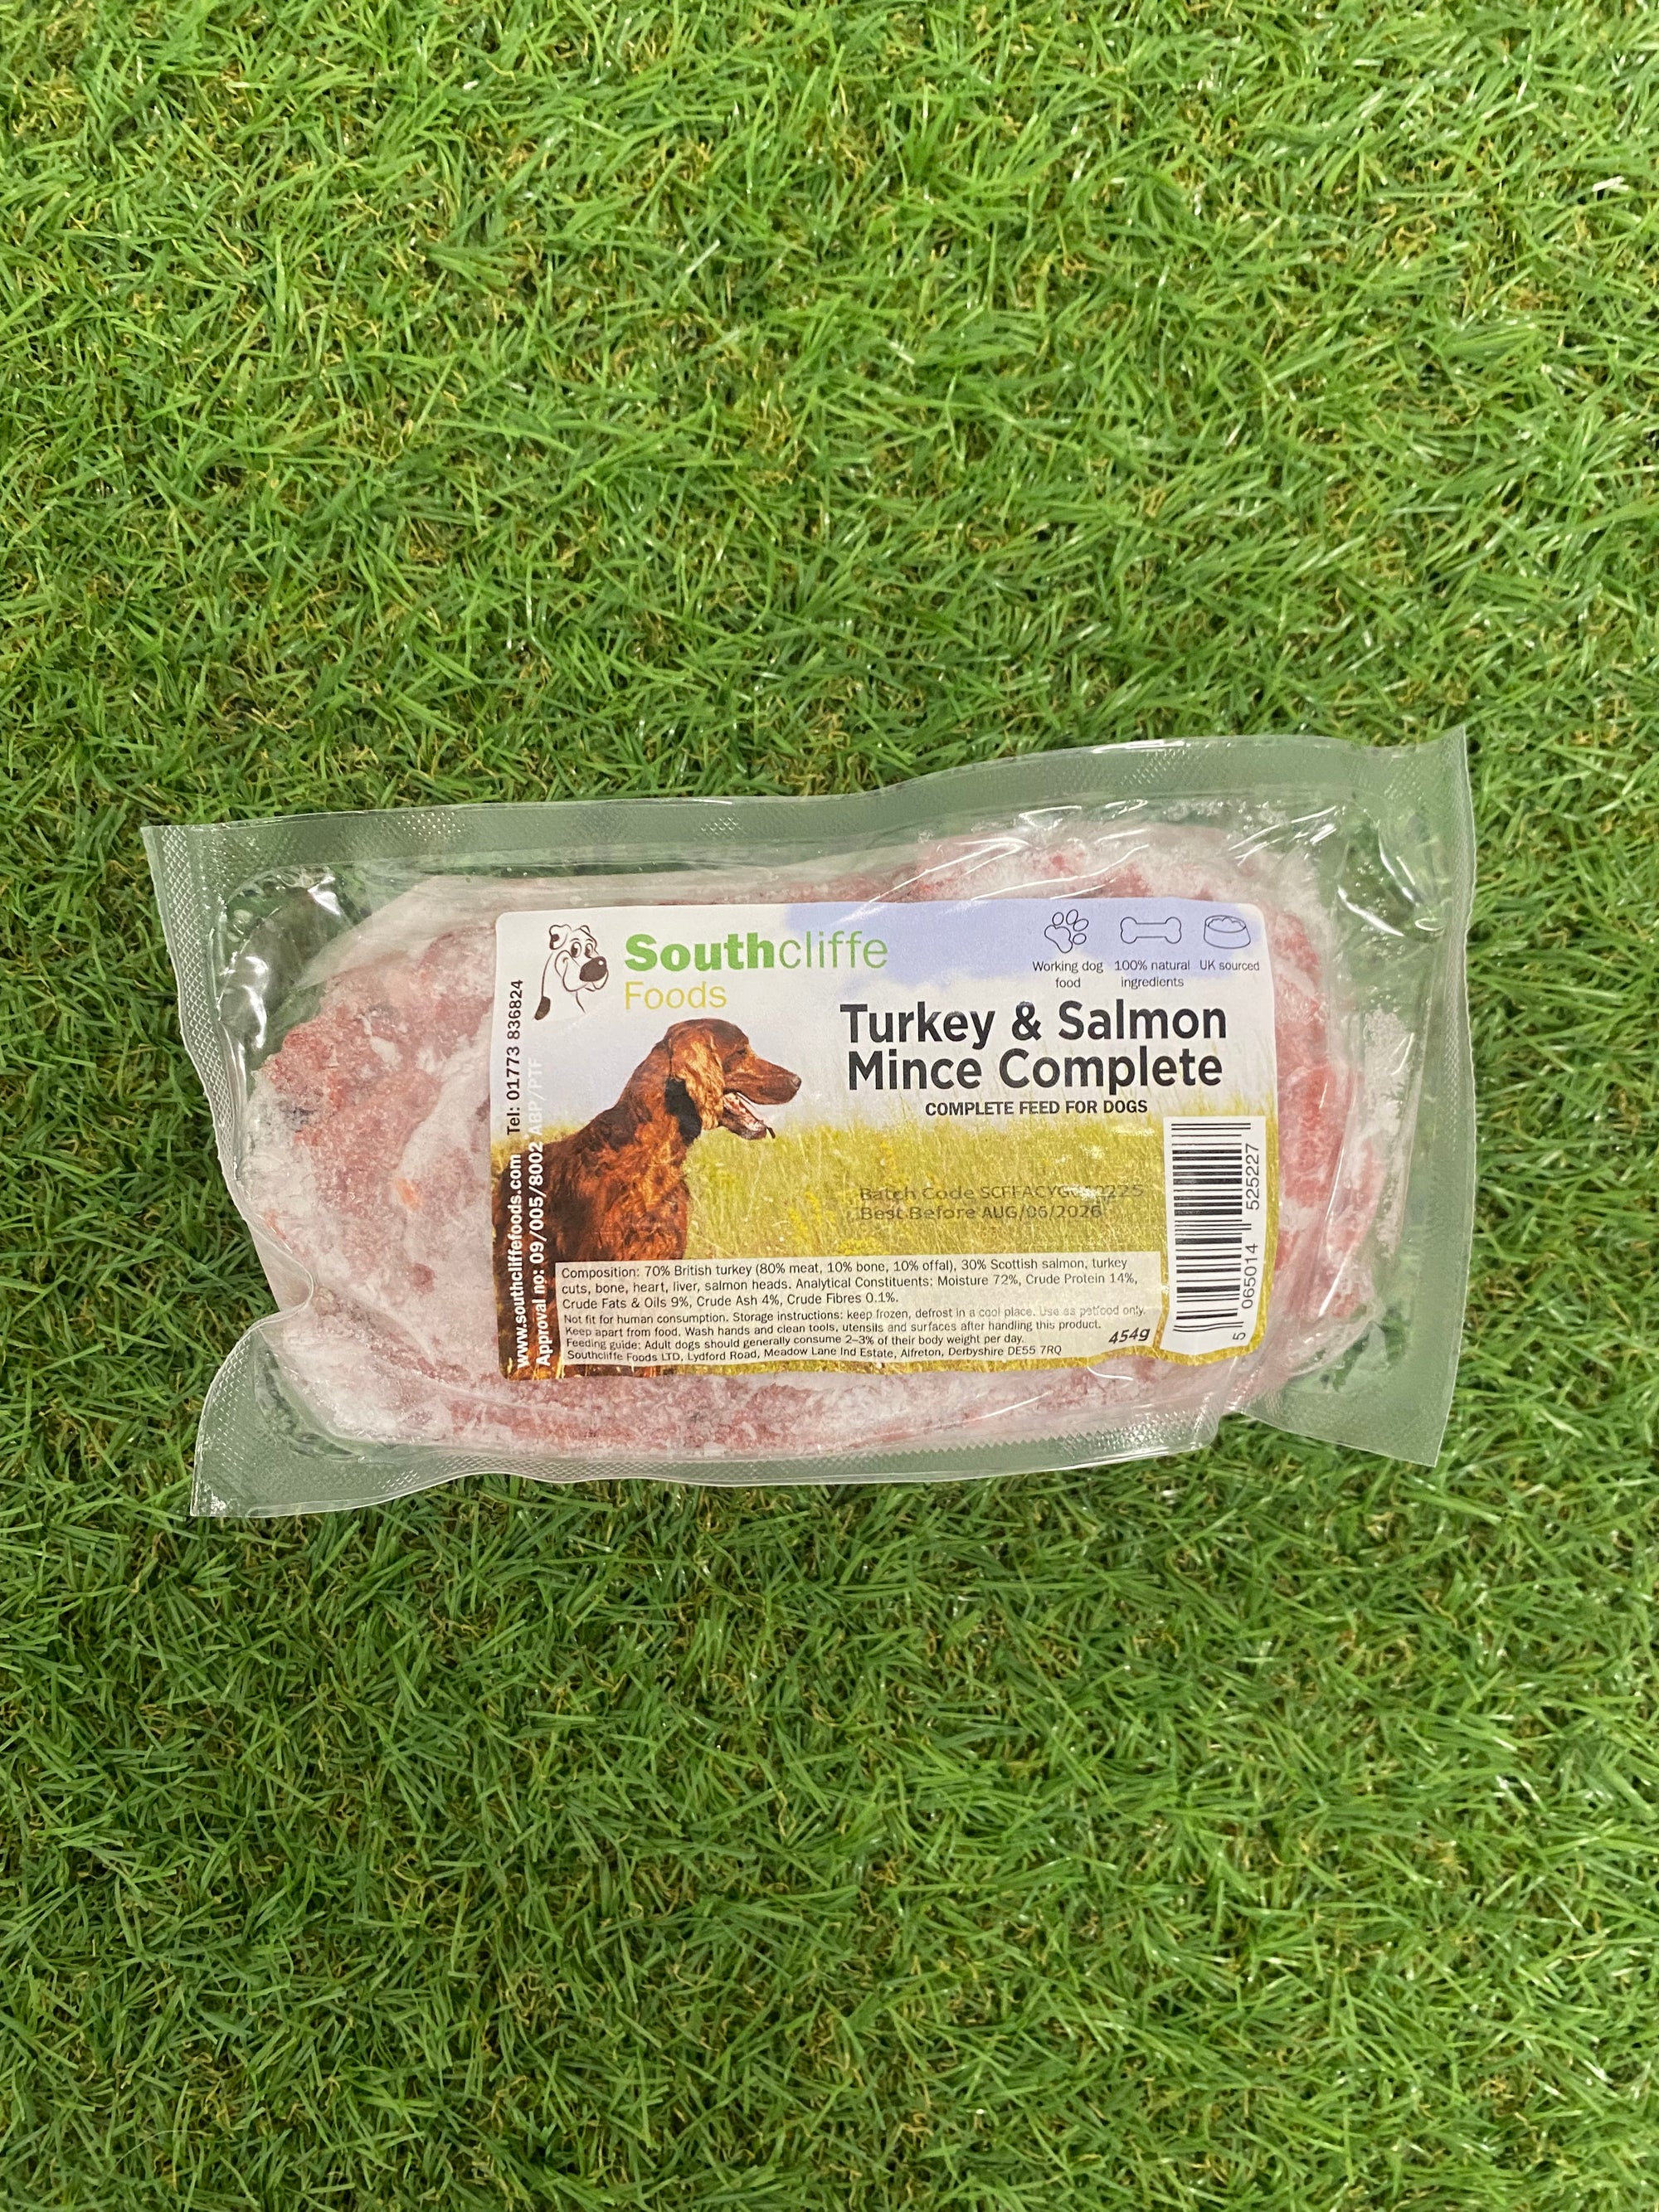 Southcliffe
Foods
Working dog
food
100% natural
ingredients
UK sourced
Turkey & Salmon
Mince Complete
COMPLETE FEED FOR DOGS
Batch Code
Best Before AUG/06/2026
Composition: 70% British turkey (80% meat, 10% bone, 10% offal), 30% Scottish salmon, turkey
cuts, bone, heart, liver, salmon heads. Analytical Constituents: Moisture 72%, Crude Protein 14%,
Crude Fats & Oils 9%, Crude Ash 4%, Crude Fibres 0.1%.
Not fit for human consumption. Storage instructions: keep frozen, defrost in a cool place. Use as petfood only.
Keep apart from food. Wash hands and clean tools, utensils and surfaces after handling this product.
Feeding guide: Adult dogs should generally consume 2–3% of their body weight per day.
Southcliffe Foods LTD, Lydford Road, Meadow Lane Ind Estate, Alfreton, Derbyshire DE55 7RQ
454g
www.southcliffefoods.com Tel: 01773 836824
Approval no: 09/005/8002 ABP/PTF
5 065014 525227